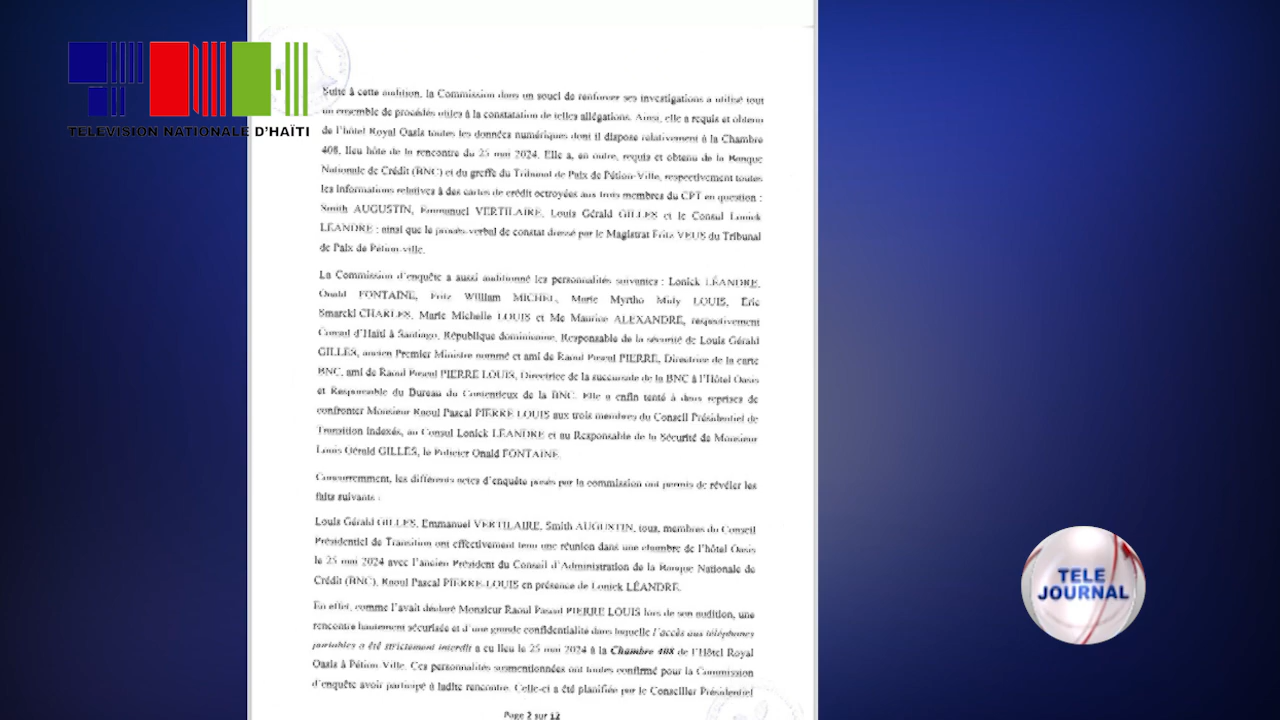 TELEVISION NATIONALE D'HAÏTI
Suite à cette audition, la Commission dans un souci de renforcer ses investigations a utilisé tout
un ensemble de procédés utiles à la constatation de telles allégations. Ainsi, elle a requis et obtenu
de l'hôtel Royal Oasis toutes les données numériques dont il dispose relativement à la Chambre
408, lieu hôte de la rencontre du 25 mai 2024. Elle a, en outre, requis et obtenu de la Banque
Nationale de Crédit (BNC) et du greffe du Tribunal de Paix de Pétion-Ville, respectivement toutes
les informations relatives à des cartes de crédit octroyées aux trois membres du CPT en question :
Smith AUGUSTIN, Emmanuel VERTILAIRE, Louis Gérald GILLES et le Consul Lonick
LÉANDRE ; ainsi que le procès-verbal de constat dressé par le Magistrat Fritz VEUS du Tribunal
de Paix de Pétion-ville.
La Commission d'enquête a aussi auditionné les personnalités suivantes : Lonick LÉANDRE,
Onald FONTAINE, Fritz William MICHEL, Marie Myrtho Muly LOUIS, Eric
Smarcki CHARLES, Marie Michelle LOUIS et Me Maurice ALEXANDRE, respectivement
Consul d'Haïti à Santiago, République dominicaine, Responsable de la sécurité de Louis Gérald
GILLES, ancien Premier Ministre nommé et ami de Raoul Pascal PIERRE, Directrice de la carte
BNC, ami de Raoul Pascal PIERRE LOUIS, Directrice de la succursale de la BNC à l'Hôtel Oasis
et Responsable du Bureau du Contentieux de la BNC. Elle a enfin tenté à deux reprises de
confronter Monsieur Raoul Pascal PIERRE LOUIS aux trois membres du Conseil Présidentiel de
Transition indexés, au Consul Lonick LÉANDRE et au Responsable de la Sécurité de Monsieur
Louis Gérald GILLES, le Policier Onald FONTAINE.
Concurremment, les différents actes d'enquête posés par la commission ont permis de révéler les
faits suivants :
Louis Gérald GILLES, Emmanuel VERTILAIRE, Smith AUGUSTIN, tous, membres du Conseil
Présidentiel de Transition ont effectivement tenu une réunion dans une chambre de l'hôtel Oasis
le 25 mai 2024 avec l'ancien Président du Conseil d'Administration de la Banque Nationale de
Crédit (BNC), Raoul Pascal PIERRE-LOUIS en présence de Lonick LÉANDRE.
En effet, comme l'avait déclaré Monsieur Raoul Pascal PIERRE LOUIS lors de son audition, une
rencontre hautement sécurisée et d'une grande confidentialité dans laquelle l'accès aux téléphones
portables a été strictement interdit a eu lieu le 25 mai 2024 à la Chambre 408 de l'Hôtel Royal
Oasis à Pétion Ville. Ces personnalités susmentionnées ont toutes confirmé pour la Commission
d'enquête avoir participé à ladite rencontre. Celle-ci a été planifiée par le Conseiller Présidentiel
Page 2 sur 12
TELE
JOURNAL